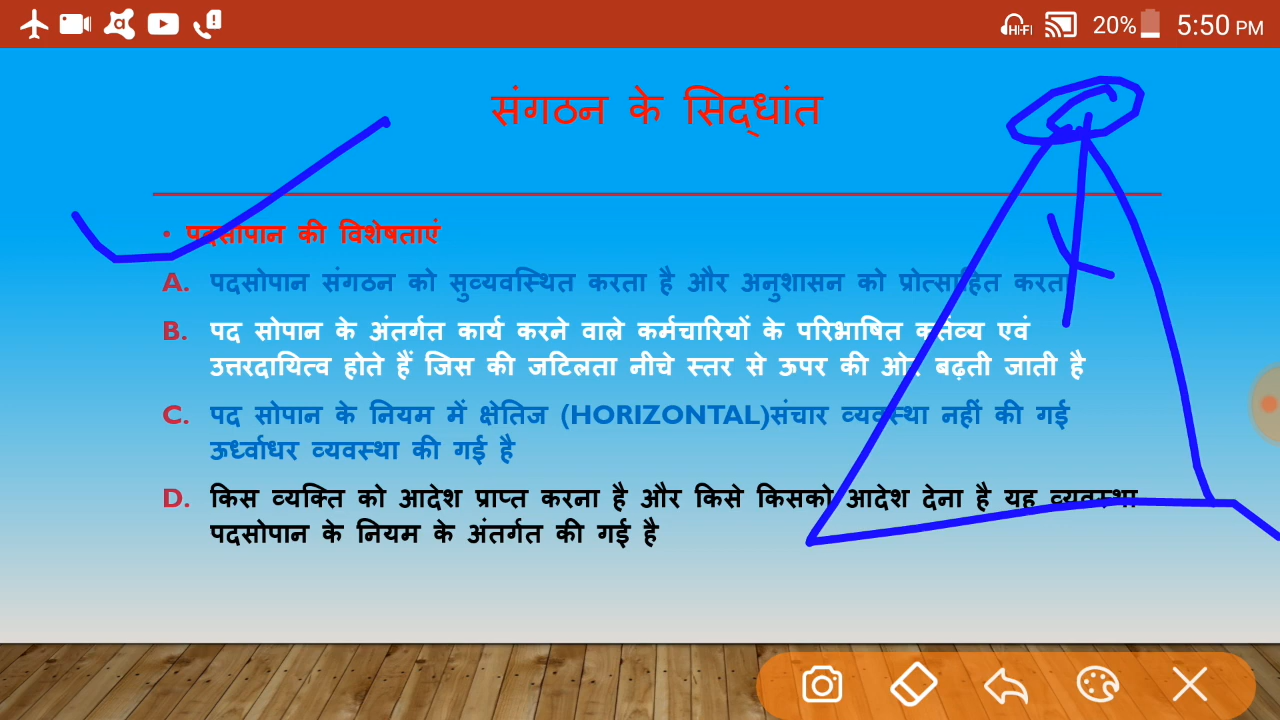 20% 5:50 PM
संगठन के सिद्धांत
• पदसोपान की विशेषताएं
A. पदसोपान संगठन को सुव्यवस्थित करता है और अनुशासन को प्रोत्साहित करता
B. पद सोपान के अंतर्गत कार्य करने वाले कर्मचारियों के परिभाषित कर्तव्य एवं
उत्तरदायित्व होते हैं जिस की जटिलता नीचे स्तर से ऊपर की ओर बढ़ती जाती है
C. पद सोपान के नियम में क्षेतिज (HORIZONTAL)संचार व्यवस्था नहीं की गई
ऊर्ध्वाधर व्यवस्था की गई है
D. किस व्यक्ति को आदेश प्राप्त करना है और किसे किसको आदेश देना है यह व्यवस्था
पदसोपान के नियम के अंतर्गत की गई है